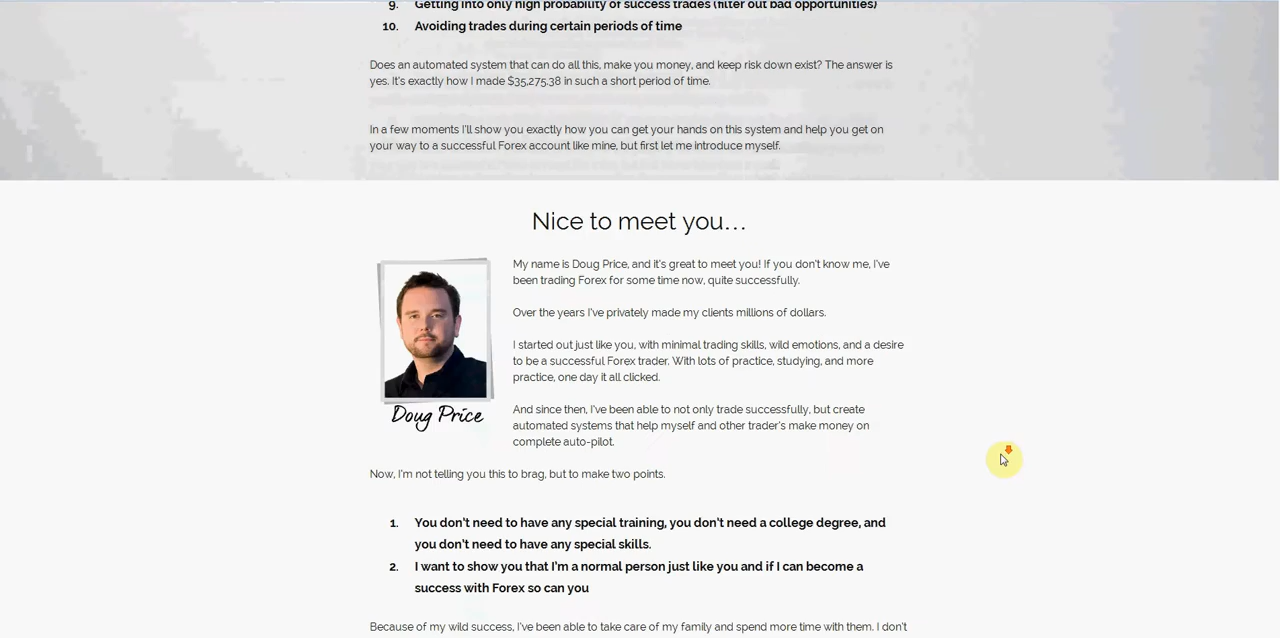 9. Getting into only high probability of success trades (filter out bad opportunities)
10. Avoiding trades during certain periods of time
Does an automated system that can do all this, make you money, and keep risk down exist? The answer is
yes. It's exactly how I made $35,275.38 in such a short period of time.
In a few moments I'll show you exactly how you can get your hands on this system and help you get on
your way to a successful Forex account like mine, but first let me introduce myself.
Nice to meet you...
My name is Doug Price, and it's great to meet you! If you don't know me, I've
been trading Forex for some time now, quite successfully.
Over the years I've privately made my clients millions of dollars.
I started out just like you, with minimal trading skills, wild emotions, and a desire
to be a successful Forex trader. With lots of practice, studying, and more
practice, one day it all clicked.
And since then, I've been able to not only trade successfully, but create
automated systems that help myself and other trader's make money on
complete auto-pilot.
Doug Price
Now, I'm not telling you this to brag, but to make two points.
1. You don't need to have any special training, you don't need a college degree, and
you don't need to have any special skills.
2. I want to show you that I'm a normal person just like you and if I can become a
success with Forex so can you
Because of my wild success, I've been able to take care of my family and spend more time with them. I don't